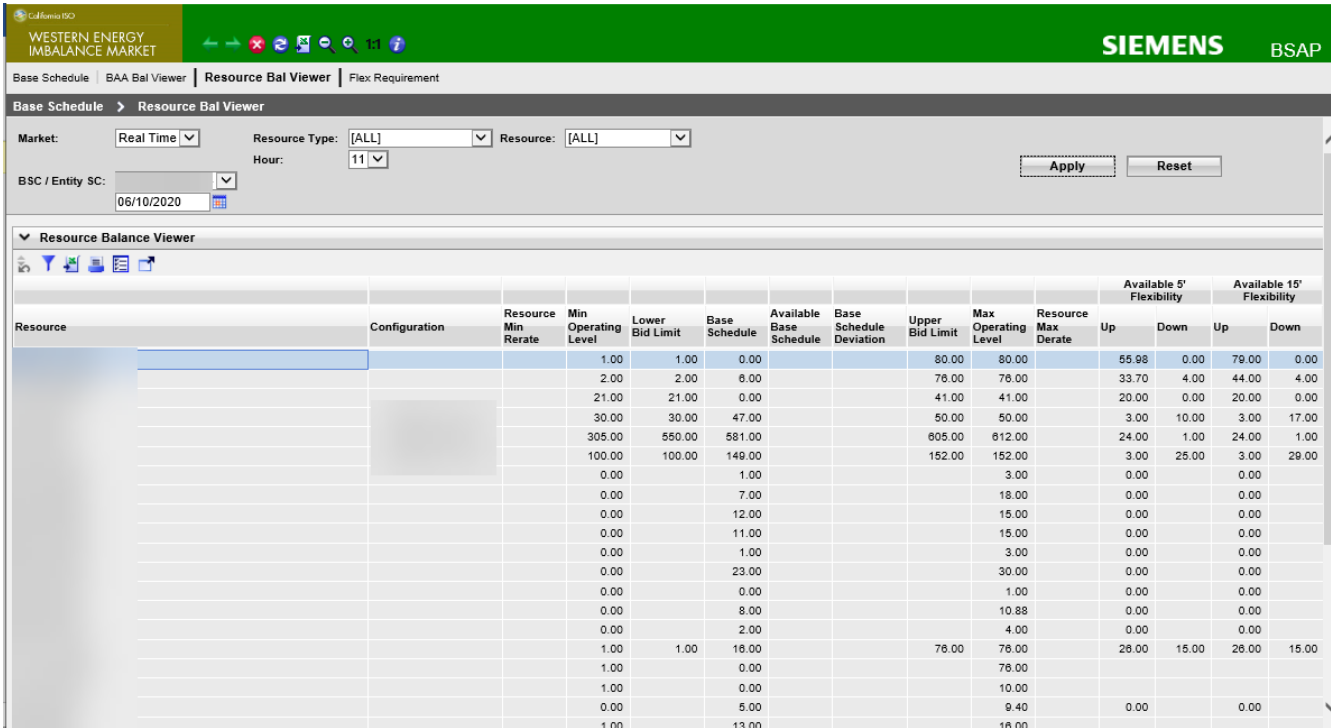 California ISO
WESTERN ENERGY
IMBALANCE MARKET
1:1
SIEMENS BSAP
Base Schedule BAA Bal Viewer Resource Bal Viewer Flex Requirement
Base Schedule > Resource Bal Viewer
Market: Real Time Resource Type: [ALL] Resource: [ALL]
Hour: 11
Apply Reset
BSC / Entity SC:
06/10/2020
Resource Balance Viewer
Available 5' Flexibility Available 15' Flexibility
Resource Configuration Resource Min Rerate Min Operating Level Lower Bid Limit Base Schedule Available Base Schedule Base Schedule Deviation Upper Bid Limit Max Operating Level Resource Max Derate Up Down Up Down
1.00 1.00 0.00 80.00 80.00 55.98 0.00 79.00 0.00
2.00 2.00 6.00 76.00 76.00 33.70 4.00 44.00 4.00
21.00 21.00 0.00 41.00 41.00 20.00 0.00 20.00 0.00
30.00 30.00 47.00 50.00 50.00 3.00 10.00 3.00 17.00
305.00 550.00 581.00 605.00 612.00 24.00 1.00 24.00 1.00
100.00 100.00 149.00 152.00 152.00 3.00 25.00 3.00 29.00
0.00 1.00 3.00 0.00 0.00
0.00 7.00 18.00 0.00 0.00
0.00 12.00 15.00 0.00 0.00
0.00 11.00 15.00 0.00 0.00
0.00 1.00 3.00 0.00 0.00
0.00 23.00 30.00 0.00 0.00
0.00 0.00 1.00 0.00 0.00
0.00 8.00 10.88 0.00 0.00
0.00 2.00 4.00 0.00 0.00
1.00 1.00 16.00 76.00 76.00 26.00 15.00 26.00 15.00
1.00 0.00 76.00
1.00 0.00 10.00
0.00 5.00 9.40 0.00 0.00
1.00 13.00 16.00